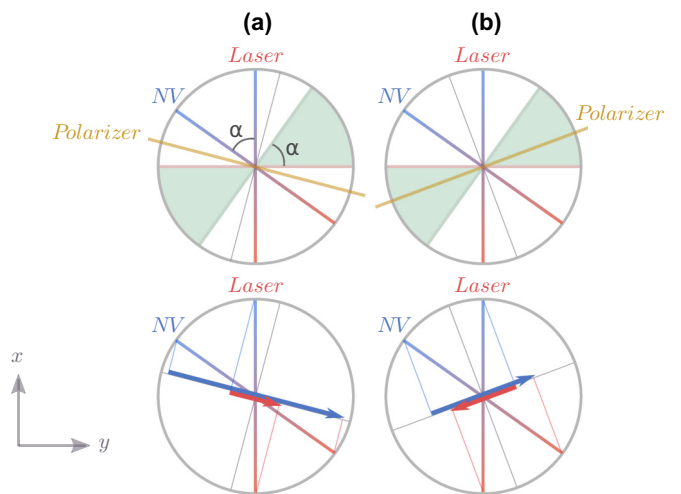 (a)
(b)
Laser
Laser
NV
NV
Polarizer
Polarizer
α
α
Laser
Laser
NV
NV
x
y